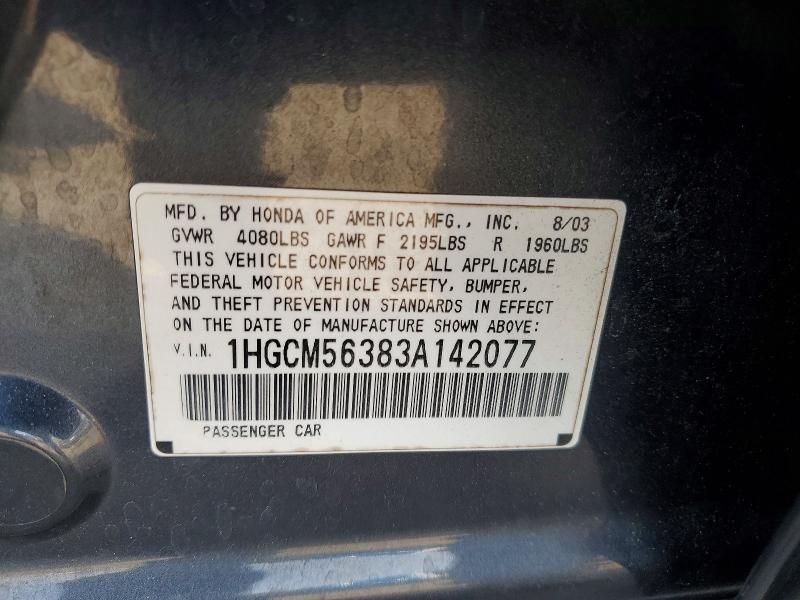 MFD. BY HONDA OF AMERICA MFG., INC. 8/03
GVWR 4080LBS GAWR F 2195LBS R 1960LBS
THIS VEHICLE CONFORMS TO ALL APPLICABLE
FEDERAL MOTOR VEHICLE SAFETY, BUMPER,
AND THEFT PREVENTION STANDARDS IN EFFECT
ON THE DATE OF MANUFACTURE SHOWN ABOVE:
V.I.N. 1HGCM56383A142077
PASSENGER CAR